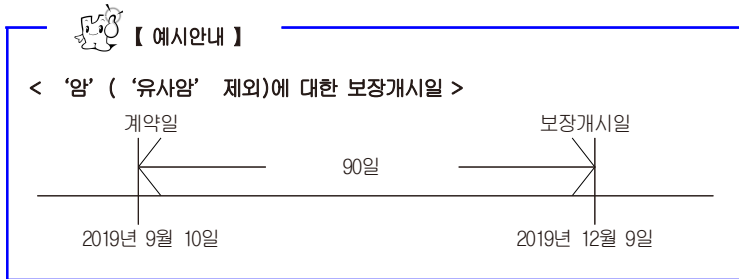 【 예시안내 】
< ‘암’ ( ‘유사암’ 제외)에 대한 보장개시일 >
계약일 보장개시일
90일
2019년 9월 10일 2019년 12월 9일